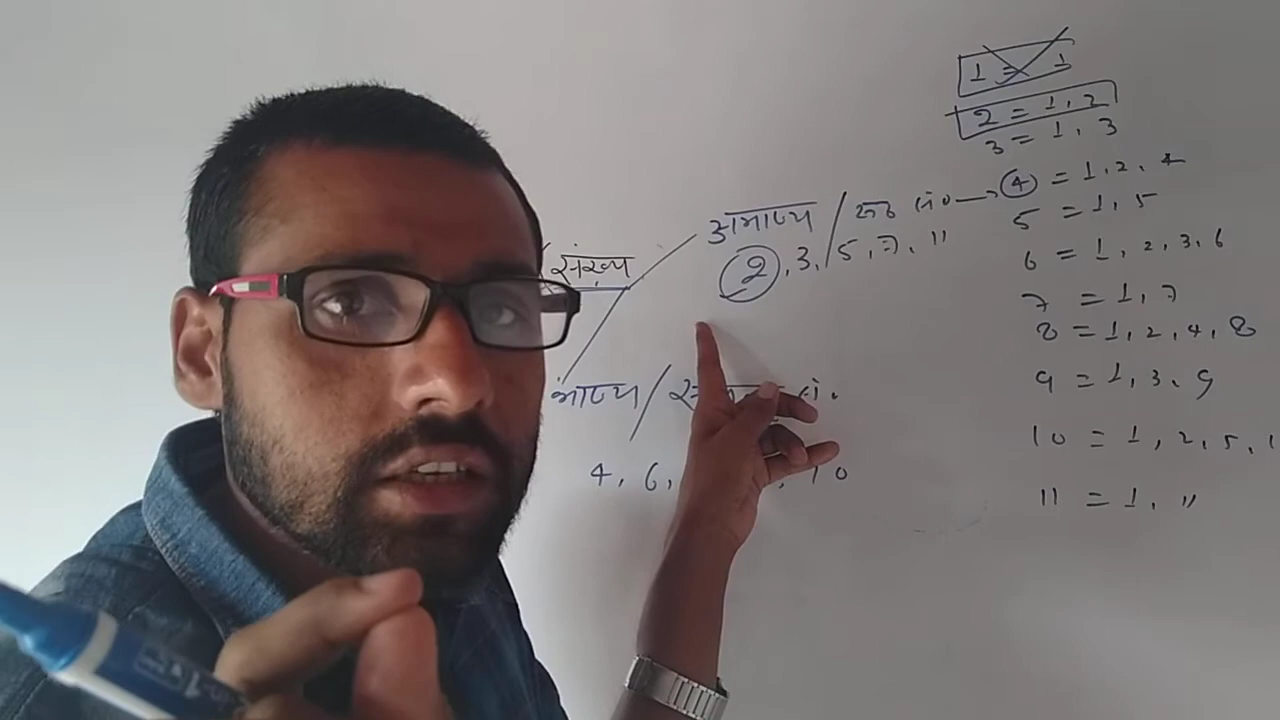 1 = 1
2 = 1, 2
3 = 1, 3
4 = 1, 2, 4
5 = 1, 5
6 = 1, 2, 3, 6
7 = 1, 7
8 = 1, 2, 4, 8
9 = 1, 3, 9
10 = 1, 2, 5, 1
11 = 1, 11
(संख्य
अभाज्य / रूढ़ सं०
2, 3, 5, 7, 11
भाज्य / सं.
4, 6, , 10